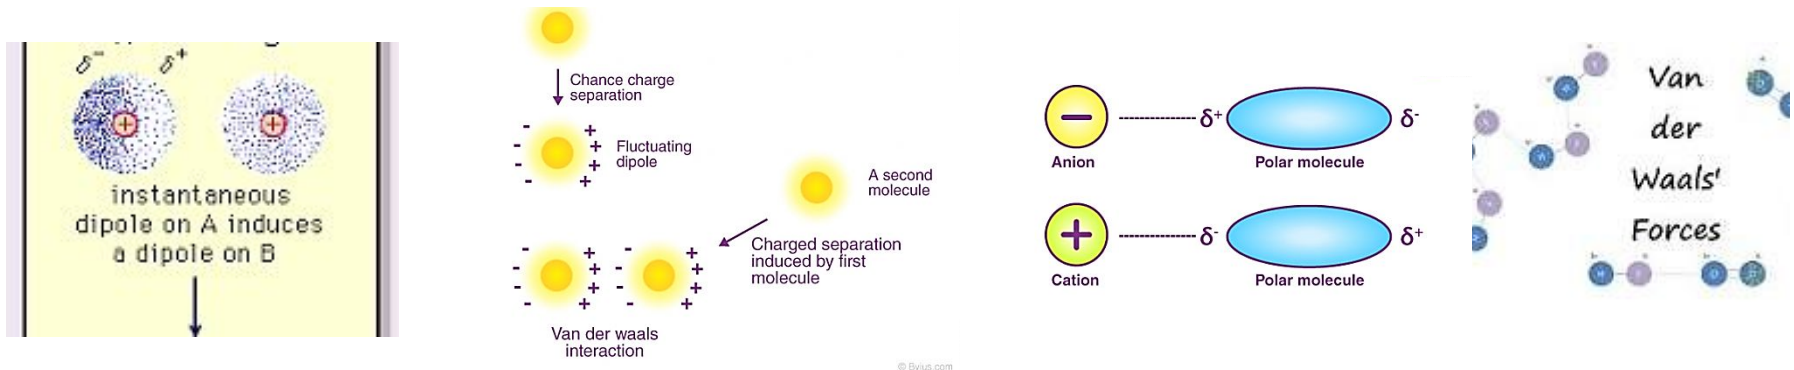 δ⁻ δ⁺
+ +
instantaneous
dipole on A induces
a dipole on B
Chance charge
separation
- +
- +
- +
- +
Fluctuating
dipole
A second
molecule
Charged separation
induced by first
molecule
- + - +
- + - +
- + - +
- + - +
Van der waals
interaction
© Byjus.com
− δ⁺ δ⁻
Anion Polar molecule
+ δ⁻ δ⁺
Cation Polar molecule
Van
der
Waals'
Forces